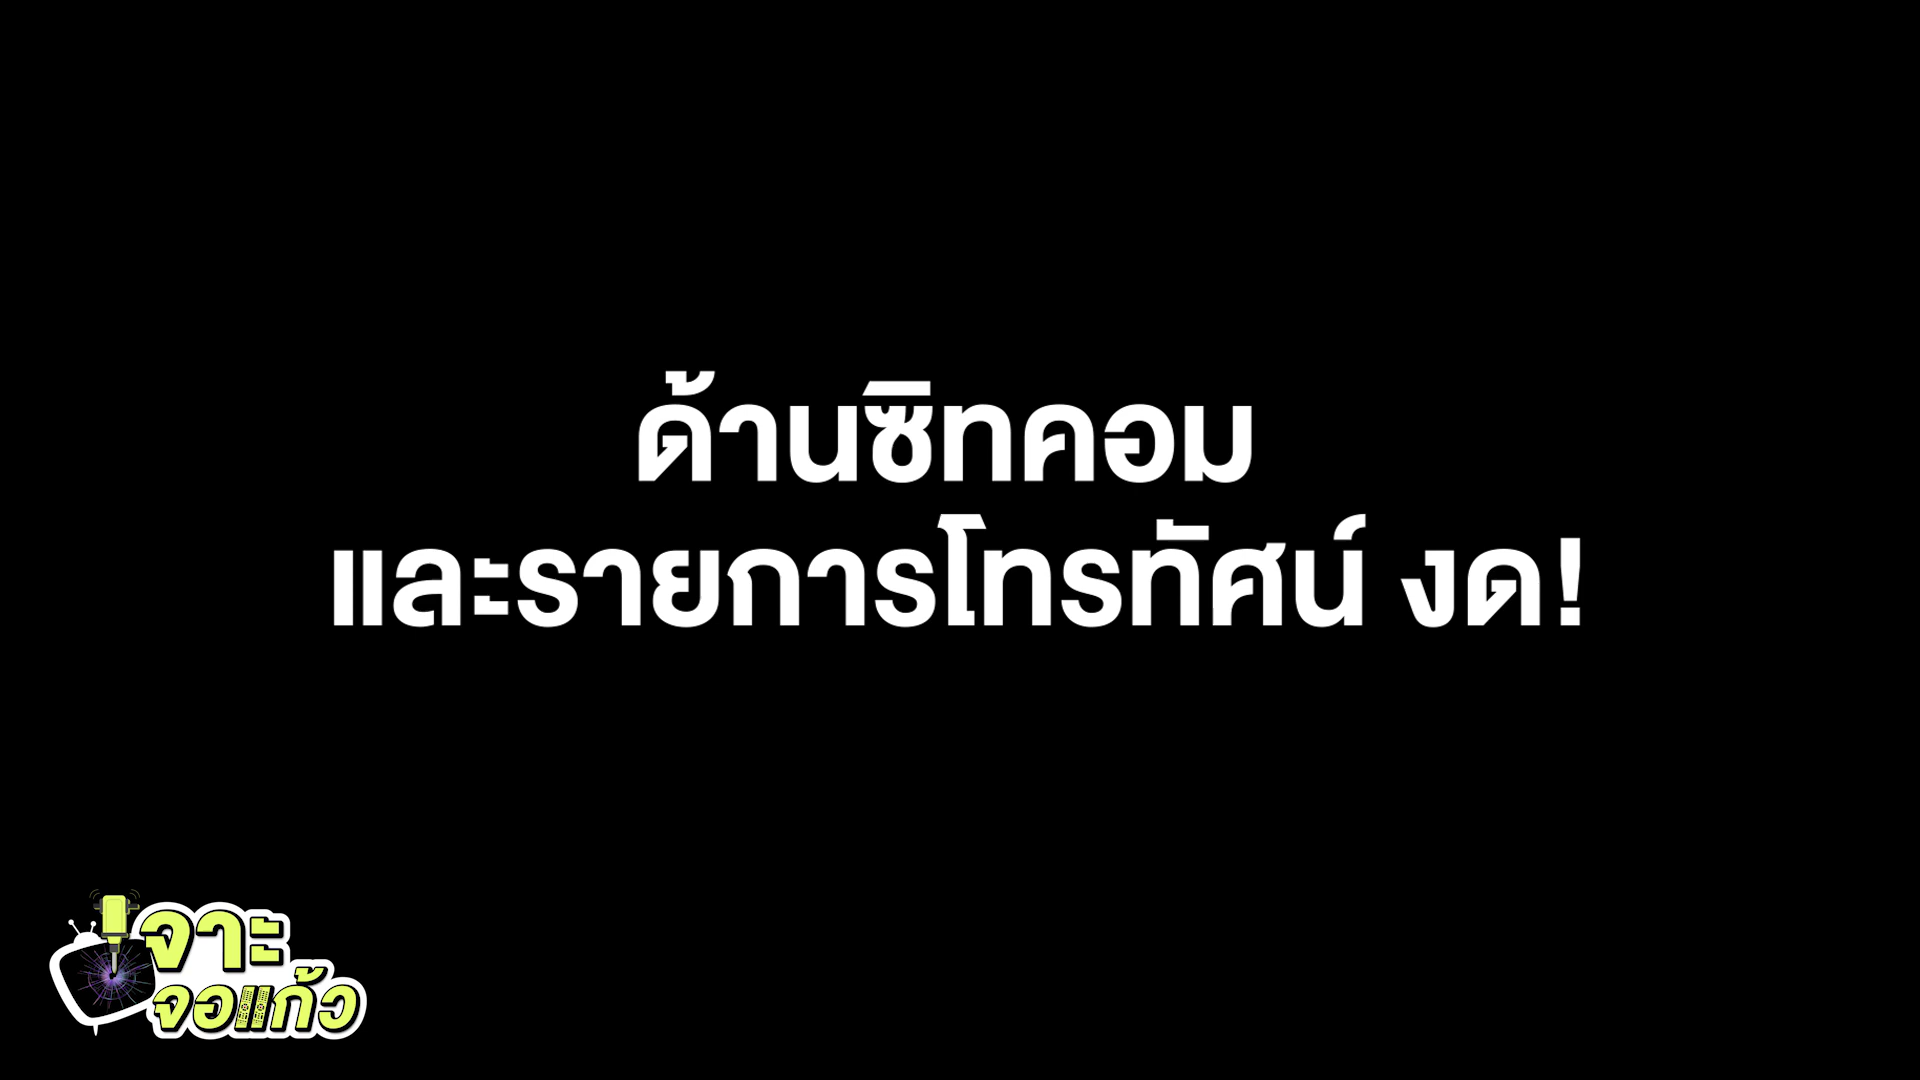 ด้านซิทคอม
และรายการโทรทัศน์ งด!
เจาะ
จอแก้ว